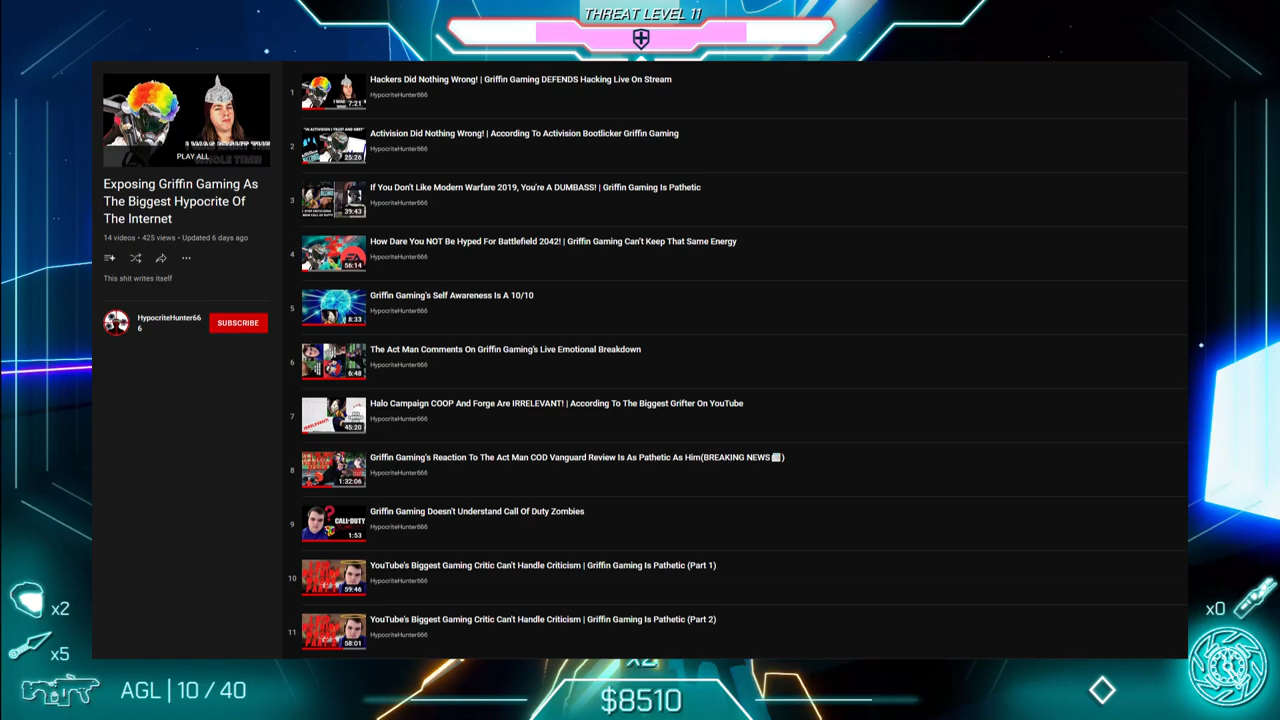 THREAT LEVEL 11
PLAY ALL
Exposing Griffin Gaming As
The Biggest Hypocrite Of
The Internet
14 videos • 425 views • Updated 6 days ago
This shit writes itself
HypocriteHunter66
6
SUBSCRIBE
1
7:21
Hackers Did Nothing Wrong! | Griffin Gaming DEFENDS Hacking Live On Stream
HypocriteHunter666
2
25:26
Activision Did Nothing Wrong! | According To Activision Bootlicker Griffin Gaming
HypocriteHunter666
3
39:43
If You Don't Like Modern Warfare 2019, You're A DUMBASS! | Griffin Gaming Is Pathetic
HypocriteHunter666
4
56:14
How Dare You NOT Be Hyped For Battlefield 2042! | Griffin Gaming Can't Keep That Same Energy
HypocriteHunter666
5
8:33
Griffin Gaming's Self Awareness Is A 10/10
HypocriteHunter666
6
6:48
The Act Man Comments On Griffin Gaming's Live Emotional Breakdown
HypocriteHunter666
7
45:20
Halo Campaign COOP And Forge Are IRRELEVANT! | According To The Biggest Grifter On YouTube
HypocriteHunter666
8
1:32:06
Griffin Gaming's Reaction To The Act Man COD Vanguard Review Is As Pathetic As Him(BREAKING NEWS📰)
HypocriteHunter666
9
CALL•DUTY
1:53
Griffin Gaming Doesn't Understand Call Of Duty Zombies
HypocriteHunter666
10
59:46
YouTube's Biggest Gaming Critic Can't Handle Criticism | Griffin Gaming Is Pathetic (Part 1)
HypocriteHunter666
11
58:01
YouTube's Biggest Gaming Critic Can't Handle Criticism | Griffin Gaming Is Pathetic (Part 2)
HypocriteHunter666
x2
x5
AGL | 10 / 40
x2
$8510
x0